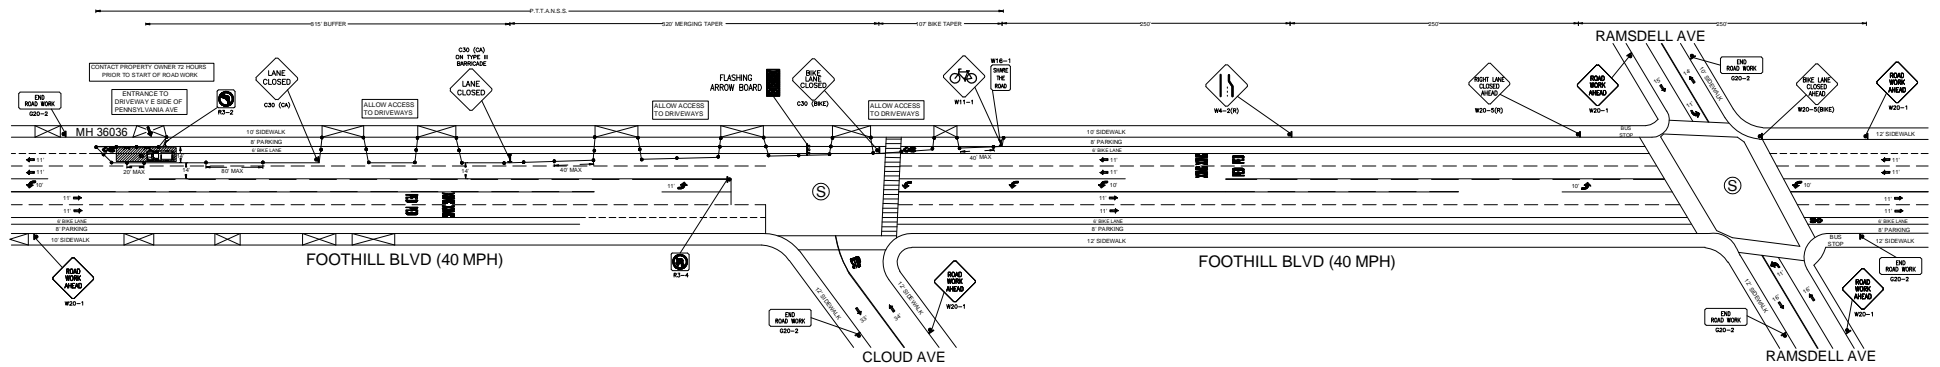 P.T.T.A.N.S.S.
615' BUFFER
520' MERGING TAPER
107' BIKE TAPER
250'
250'
250'
RAMSDELL AVE
CONTACT PROPERTY OWNER 72 HOURS
PRIOR TO START OF ROADWORK
LANE
CLOSED
C30 (CA)
C30 (CA)
ON TYPE III
BARRICADE
LANE
CLOSED
FLASHING
ARROW BOARD
BIKE
LANE
CLOSED
C30 (BIKE)
W11-1
W16-1
SHARE
THE
ROAD
W4-2(R)
RIGHT LANE
CLOSED
AHEAD
W20-5(R)
ROAD
WORK
AHEAD
W20-1
END
ROAD WORK
G20-2
BIKE LANE
CLOSED
AHEAD
W20-5(BIKE)
ROAD
WORK
AHEAD
W20-1
END
ROAD WORK
G20-2
ENTRANCE TO
DRIVEWAY E SIDE OF
PENNSYLVANIA AVE
R3-2
ALLOW ACCESS
TO DRIVEWAYS
ALLOW ACCESS
TO DRIVEWAYS
ALLOW ACCESS
TO DRIVEWAYS
10' SIDEWALK
MH 36036
10' SIDEWALK
8' PARKING
6' BIKE LANE
10' SIDEWALK
8' PARKING
6' BIKE LANE
BUS
STOP
12' SIDEWALK
20' MAX
14'
80' MAX
14'
40' MAX
40' MAX
11'
11'
10'
11'
11'
11'
11'
11'
10'
11'
11'
10'
11'
11'
10'
11'
11'
6' BIKE LANE
8' PARKING
10' SIDEWALK
6' BIKE LANE
8' PARKING
12' SIDEWALK
6' BIKE LANE
8' PARKING
12' SIDEWALK
BUS
STOP
S
S
FOOTHILL BLVD (40 MPH)
FOOTHILL BLVD (40 MPH)
ROAD
WORK
AHEAD
W20-1
R3-4
12' SIDEWALK
12' SIDEWALK
ROAD
WORK
AHEAD
W20-1
END
ROAD WORK
G20-2
CLOUD AVE
12' SIDEWALK
END
ROAD WORK
G20-2
ROAD
WORK
AHEAD
W20-1
END
ROAD WORK
G20-2
RAMSDELL AVE